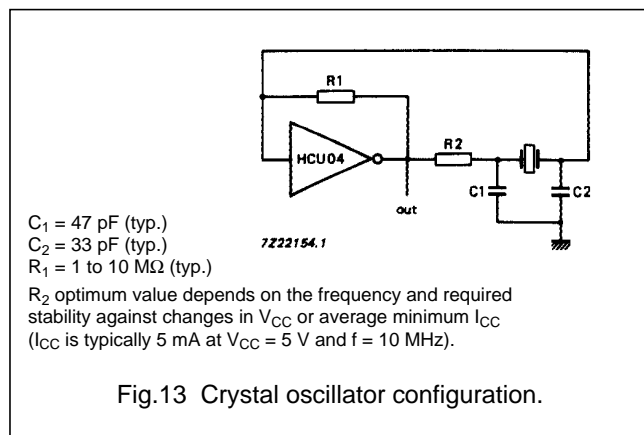 R1
HCU04
R2
C1
C2
out
7Z22154.1
C1 = 47 pF (typ.)
C2 = 33 pF (typ.)
R1 = 1 to 10 MΩ (typ.)
R2 optimum value depends on the frequency and required
stability against changes in VCC or average minimum ICC
(ICC is typically 5 mA at VCC = 5 V and f = 10 MHz).
Fig.13 Crystal oscillator configuration.